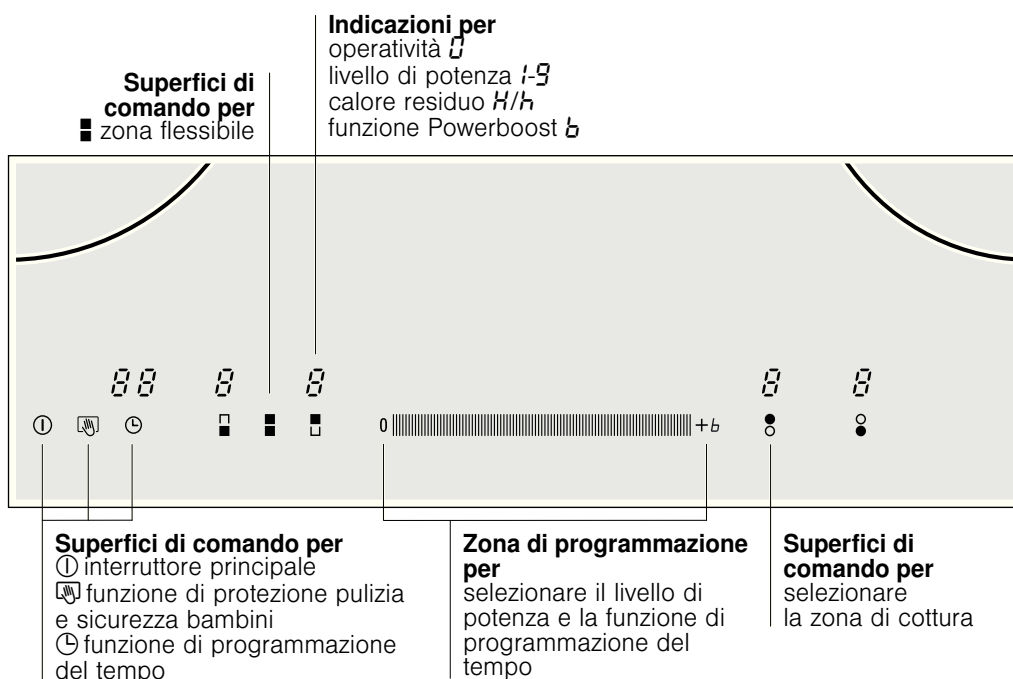 Indicazioni per
operatività 0
livello di potenza 1-9
calore residuo H/h
funzione Powerboost b
Superfici di
comando per
zona flessibile
88 8 8 8 8
0 + b
Superfici di comando per
interruttore principale
funzione di protezione pulizia
e sicurezza bambini
funzione di programmazione
del tempo
Zona di programmazione
per
selezionare il livello di
potenza e la funzione di
programmazione del
tempo
Superfici di
comando per
selezionare
la zona di cottura